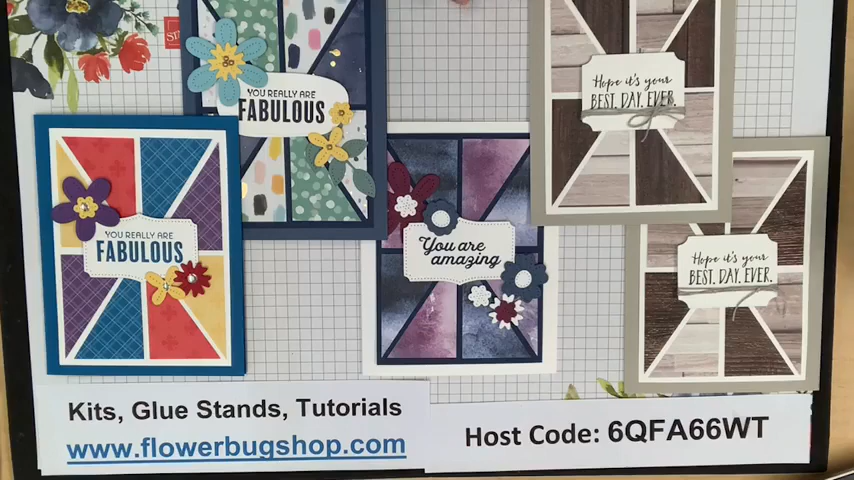 YOU REALLY ARE
FABULOUS
Hope it's your
BEST. DAY. EVER.
YOU REALLY ARE
FABULOUS
You are
amazing
Hope it's your
BEST. DAY. EVER.
Kits, Glue Stands, Tutorials
www.flowerbugshop.com
Host Code: 6QFA66WT